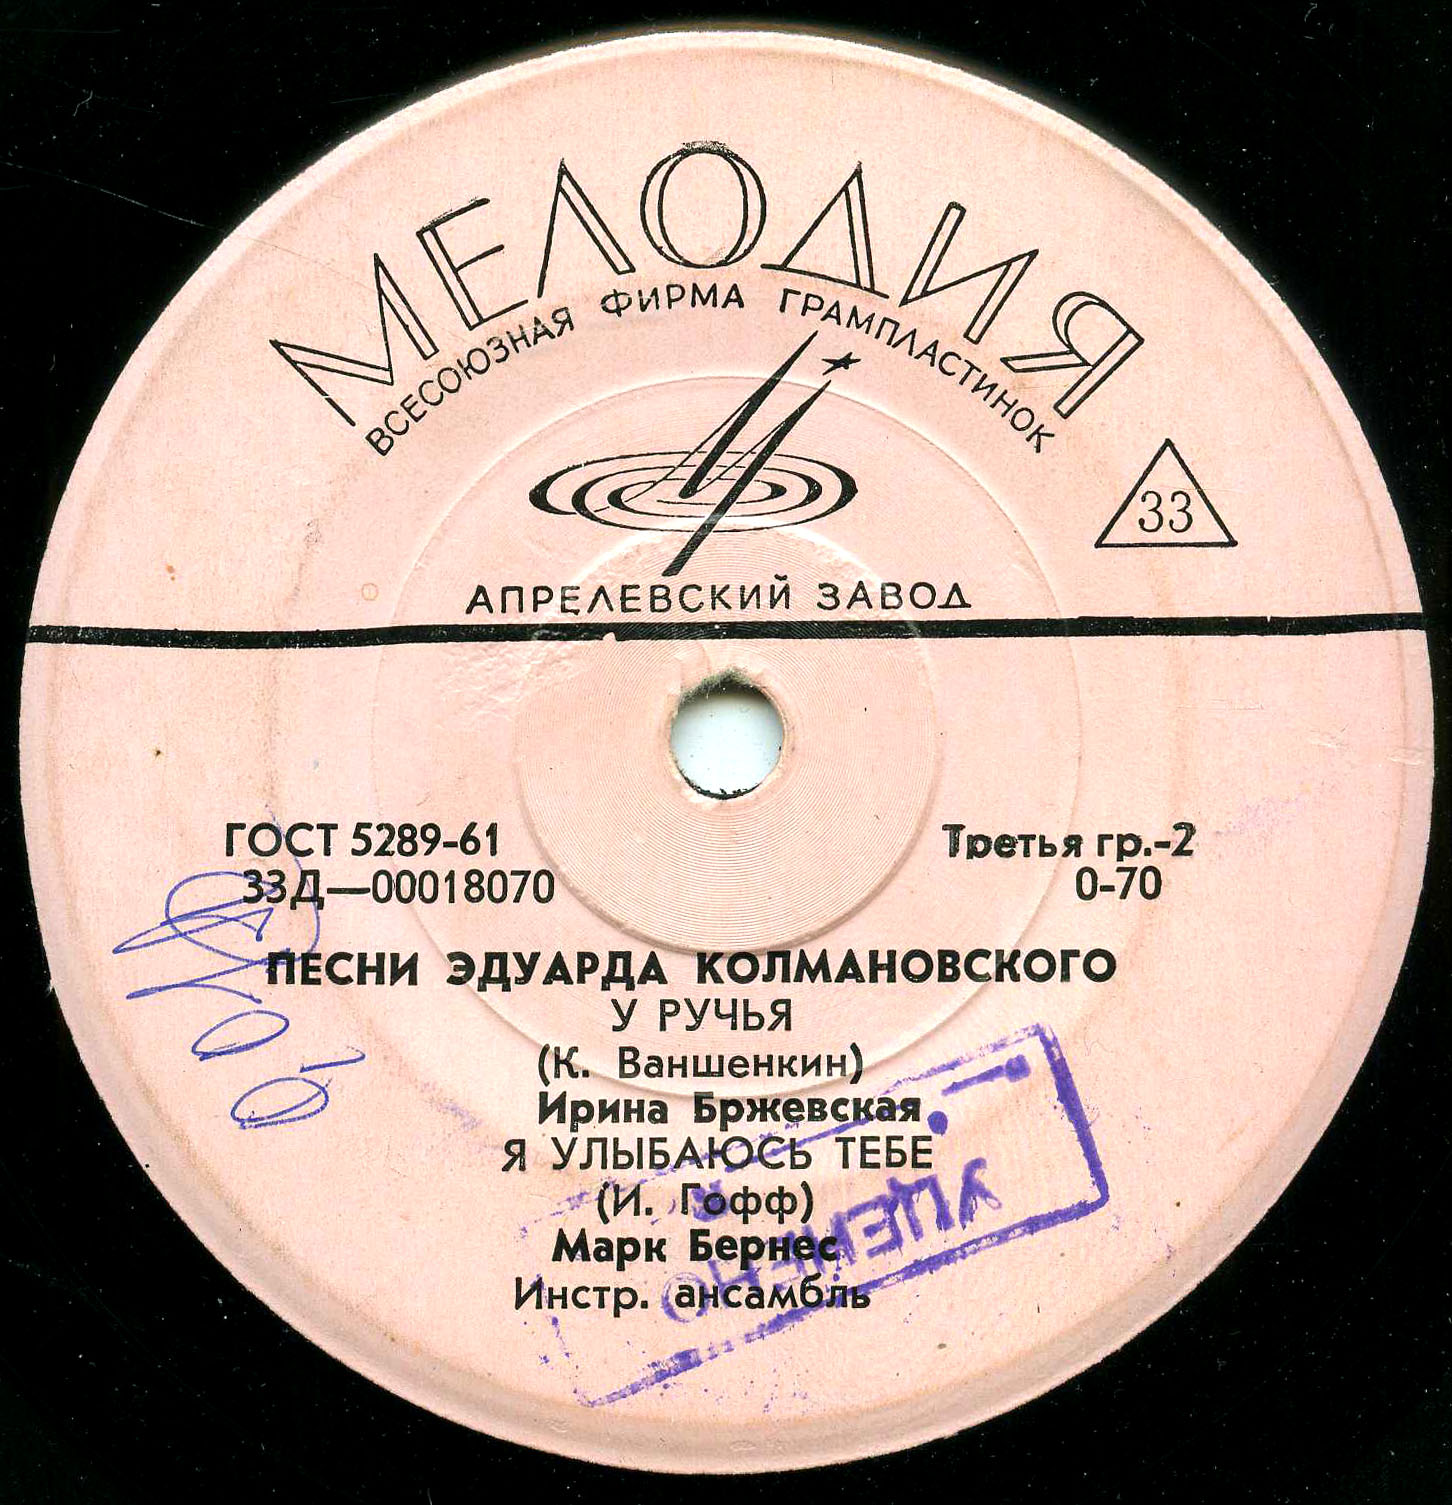 МЕЛОДИЯ
ВСЕСОЮЗНАЯ ФИРМА ГРАМПЛАСТИНОК
33
АПРЕЛЕВСКИЙ ЗАВОД
ГОСТ 5289-61
Третья гр.-2
33Д—00018070
0-70
ПЕСНИ ЭДУАРДА КОЛМАНОВСКОГО
У РУЧЬЯ
(К. Ваншенкин)
Ирина Бржевская
Я УЛЫБАЮСЬ ТЕБЕ
(И. Гофф)
Марк Бернес
Инстр. ансамбль
УЦЕНЕНО